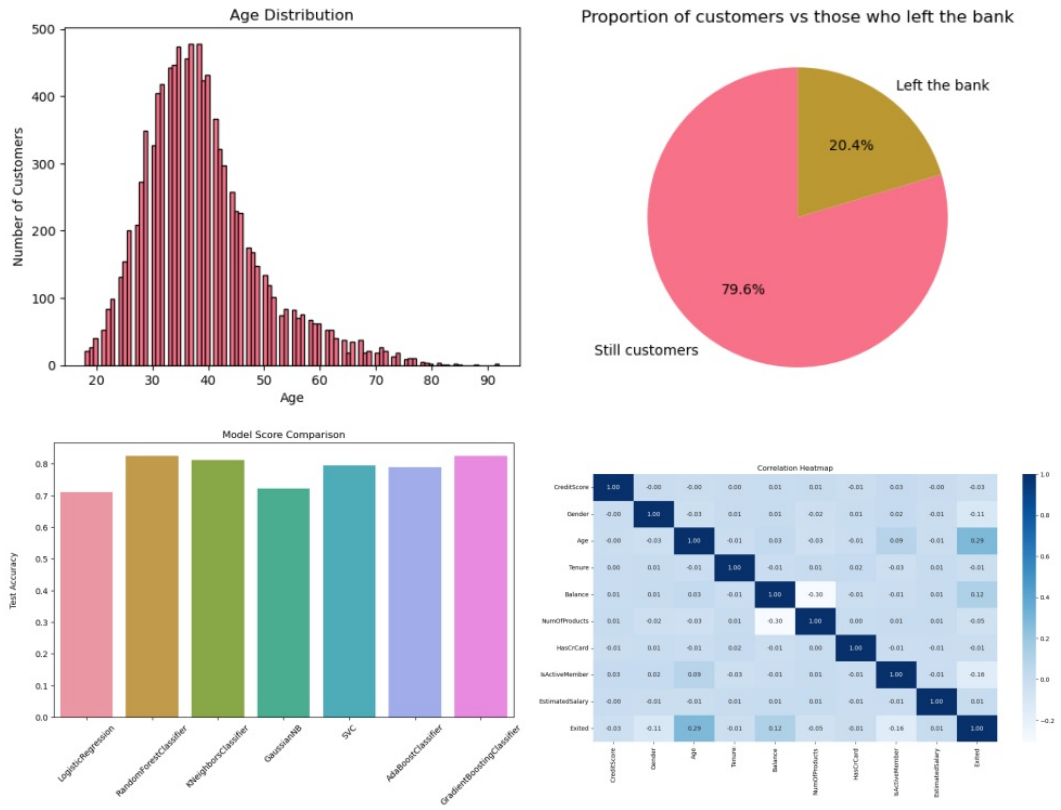 Age Distribution
500
400
300
200
100
0
Number of Customers
20 30 40 50 60 70 80 90
Age
Proportion of customers vs those who left the bank
Left the bank
20.4%
79.6%
Still customers
Model Score Comparison
0.8
0.7
0.6
0.5
0.4
0.3
0.2
0.1
0.0
Test Accuracy
LogisticRegression
RandomForestClassifier
KNeighborsClassifier
GaussianNB
SVC
AdaBoostClassifier
GradientBoostingClassifier
Correlation Heatmap
CreditScore 1.00 -0.00 -0.00 0.00 0.01 0.01 -0.01 0.03 -0.00 -0.03
Gender -0.00 1.00 -0.03 0.01 0.01 -0.02 0.01 0.02 -0.01 -0.11
Age -0.00 -0.03 1.00 -0.01 0.03 -0.03 -0.01 0.09 -0.01 0.29
Tenure 0.00 0.01 -0.01 1.00 -0.01 0.01 0.02 -0.03 0.01 -0.01
Balance 0.01 0.01 0.03 -0.01 1.00 -0.30 -0.01 -0.01 0.01 0.12
NumOfProducts 0.01 -0.02 -0.03 0.01 -0.30 1.00 0.00 0.01 0.01 -0.05
HasCrCard -0.01 0.01 -0.01 0.02 -0.01 0.00 1.00 -0.01 -0.01 -0.01
IsActiveMember 0.03 0.02 0.09 -0.03 -0.01 0.01 -0.01 1.00 -0.01 -0.16
EstimatedSalary -0.00 -0.01 -0.01 0.01 0.01 0.01 -0.01 -0.01 1.00 0.01
Exited -0.03 -0.11 0.29 -0.01 0.12 -0.05 -0.01 -0.16 0.01 1.00
CreditScore
Gender
Age
Tenure
Balance
NumOfProducts
HasCrCard
IsActiveMember
EstimatedSalary
Exited
1.0
0.8
0.6
0.4
0.2
0.0
−0.2